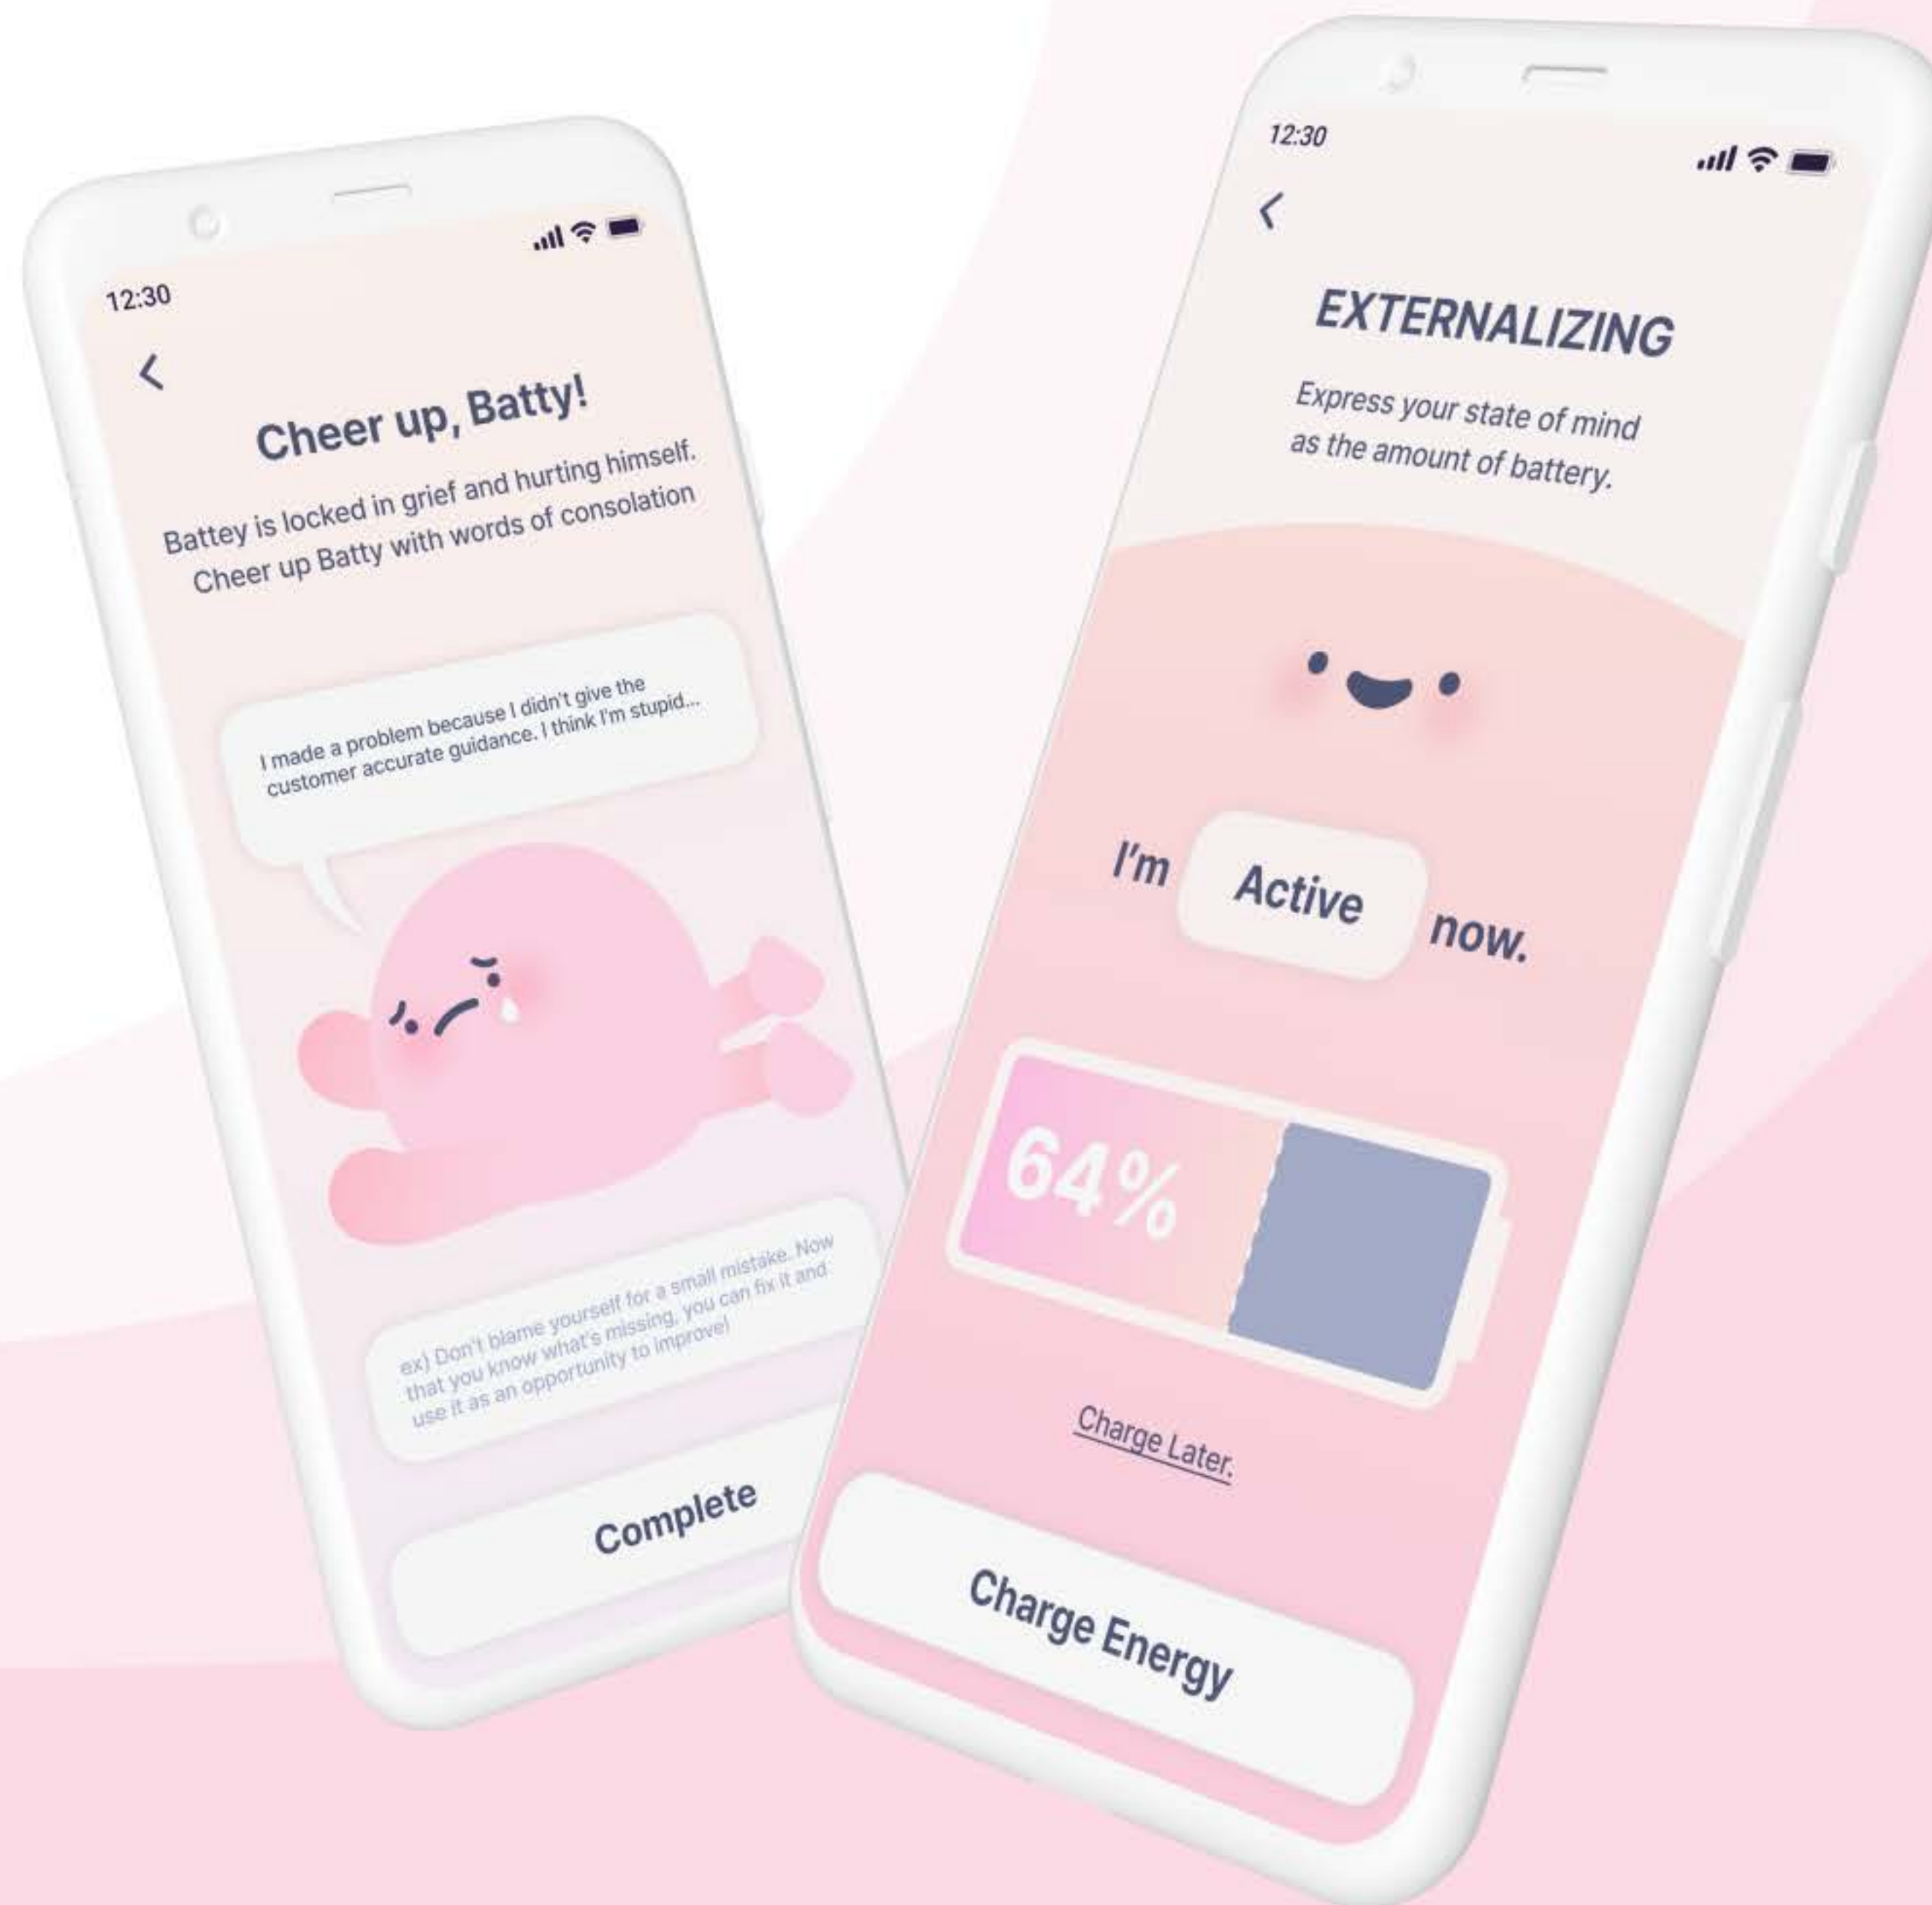 12:30
Cheer up, Batty!
Battey is locked in grief and hurting himself.
Cheer up Batty with words of consolation
I made a problem because I didn't give the
customer accurate guidance. I think I'm stupid...
ex) Don't blame yourself for a small mistake. Now
that you know what's missing, you can fix it and
use it as an opportunity to improve!
Complete
12:30
EXTERNALIZING
Express your state of mind
as the amount of battery.
I'm Active now.
64%
Charge Later.
Charge Energy